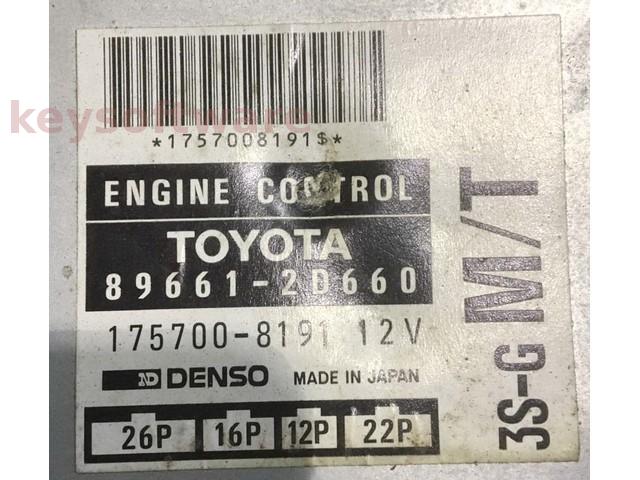 keysoftware
*1757008191$*
ENGINE CONTROL
TOYOTA
89661-2D660
175700-8191 12V
ND DENSO MADE IN JAPAN
26P 16P 12P 22P
3S-G M/T